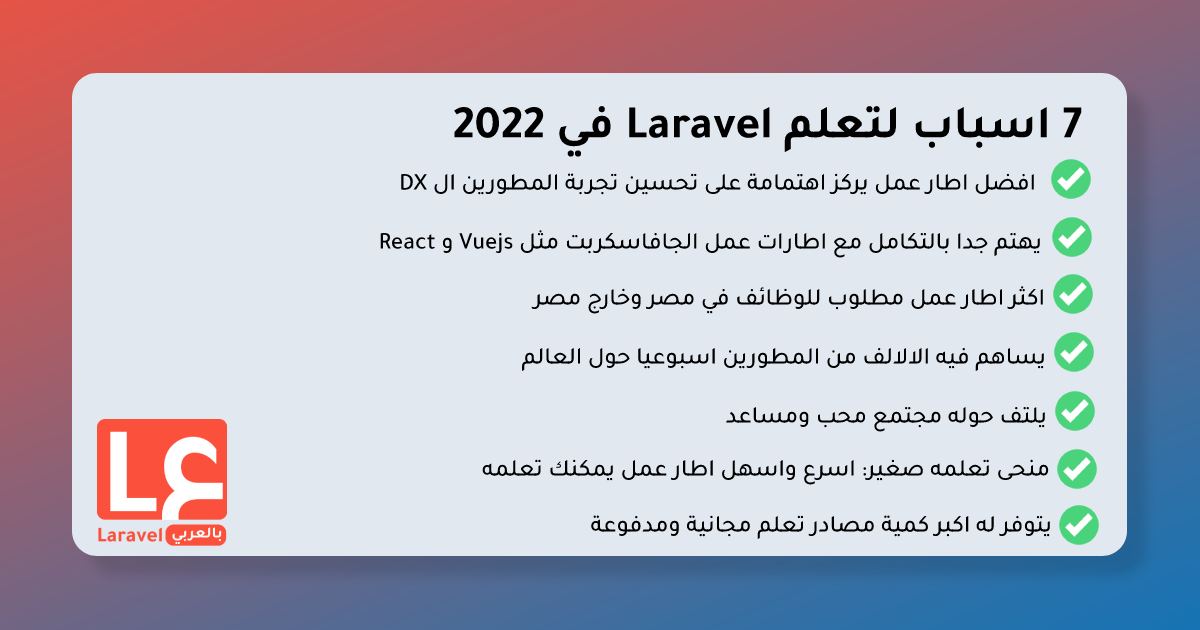 7 اسباب لتعلم Laravel في 2022
افضل اطار عمل يركز اهتمامة على تحسين تجربة المطورين ال DX
يهتم جدا بالتكامل مع اطارات عمل الجافاسكربت مثل Vuejs و React
اكثر اطار عمل مطلوب للوظائف في مصر وخارج مصر
يساهم فيه الالالف من المطورين اسبوعيا حول العالم
يلتف حوله مجتمع محب ومساعد
منحى تعلمه صغير: اسرع واسهل اطار عمل يمكنك تعلمه
يتوفر له اكبر كمية مصادر تعلم مجانية ومدفوعة
L ع
Laravel بالعربي